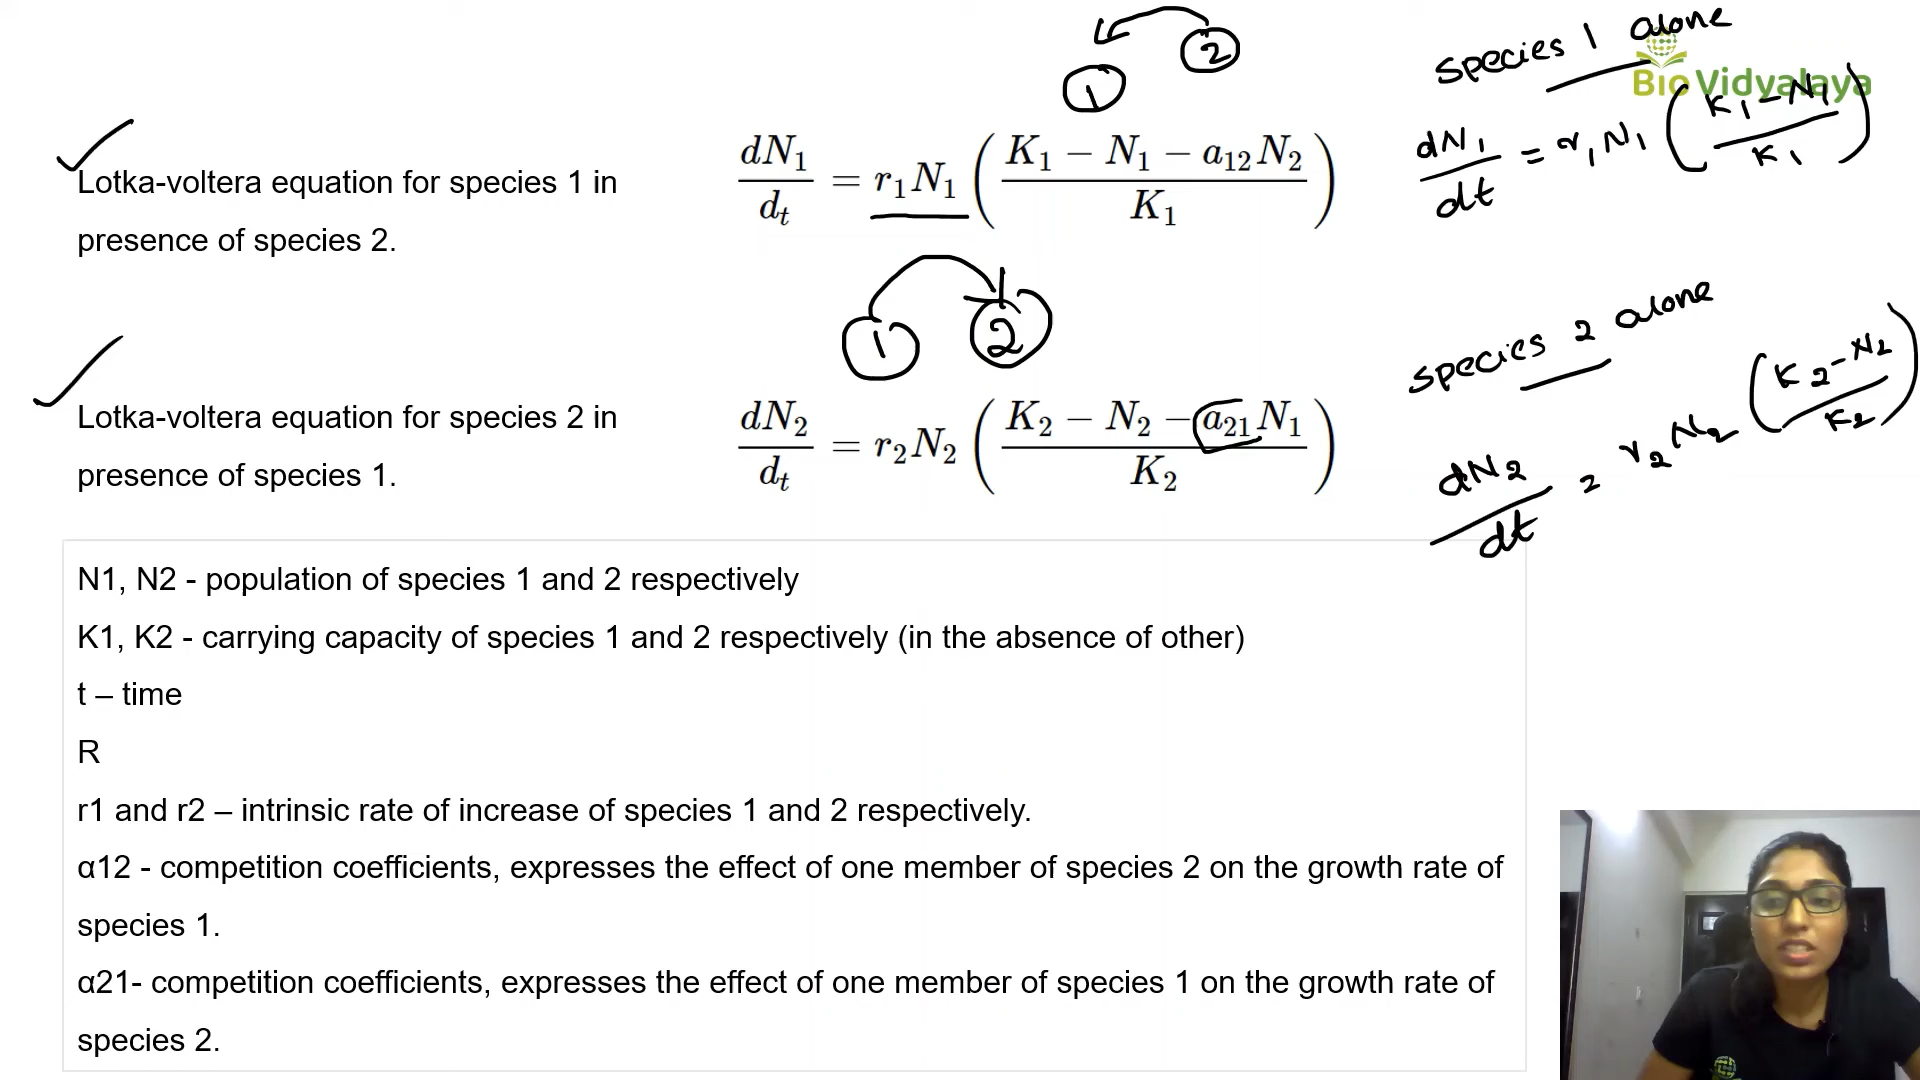 2
1
species 1 alone
Bio Vidyalaya
dN1/dt = r1N1 (K1-N1/K1)
Lotka-voltera equation for species 1 in
presence of species 2.
dN₁/dₜ = r₁N₁ (K₁ − N₁ − a₁₂N₂ / K₁)
1 2
species 2 alone
dN2/dt = r2N2 (K2-N2/K2)
Lotka-voltera equation for species 2 in
presence of species 1.
dN₂/dₜ = r₂N₂ (K₂ − N₂ − a₂₁N₁ / K₂)
N1, N2 - population of species 1 and 2 respectively
K1, K2 - carrying capacity of species 1 and 2 respectively (in the absence of other)
t – time
R
r1 and r2 – intrinsic rate of increase of species 1 and 2 respectively.
α12 - competition coefficients, expresses the effect of one member of species 2 on the growth rate of
species 1.
α21- competition coefficients, expresses the effect of one member of species 1 on the growth rate of
species 2.